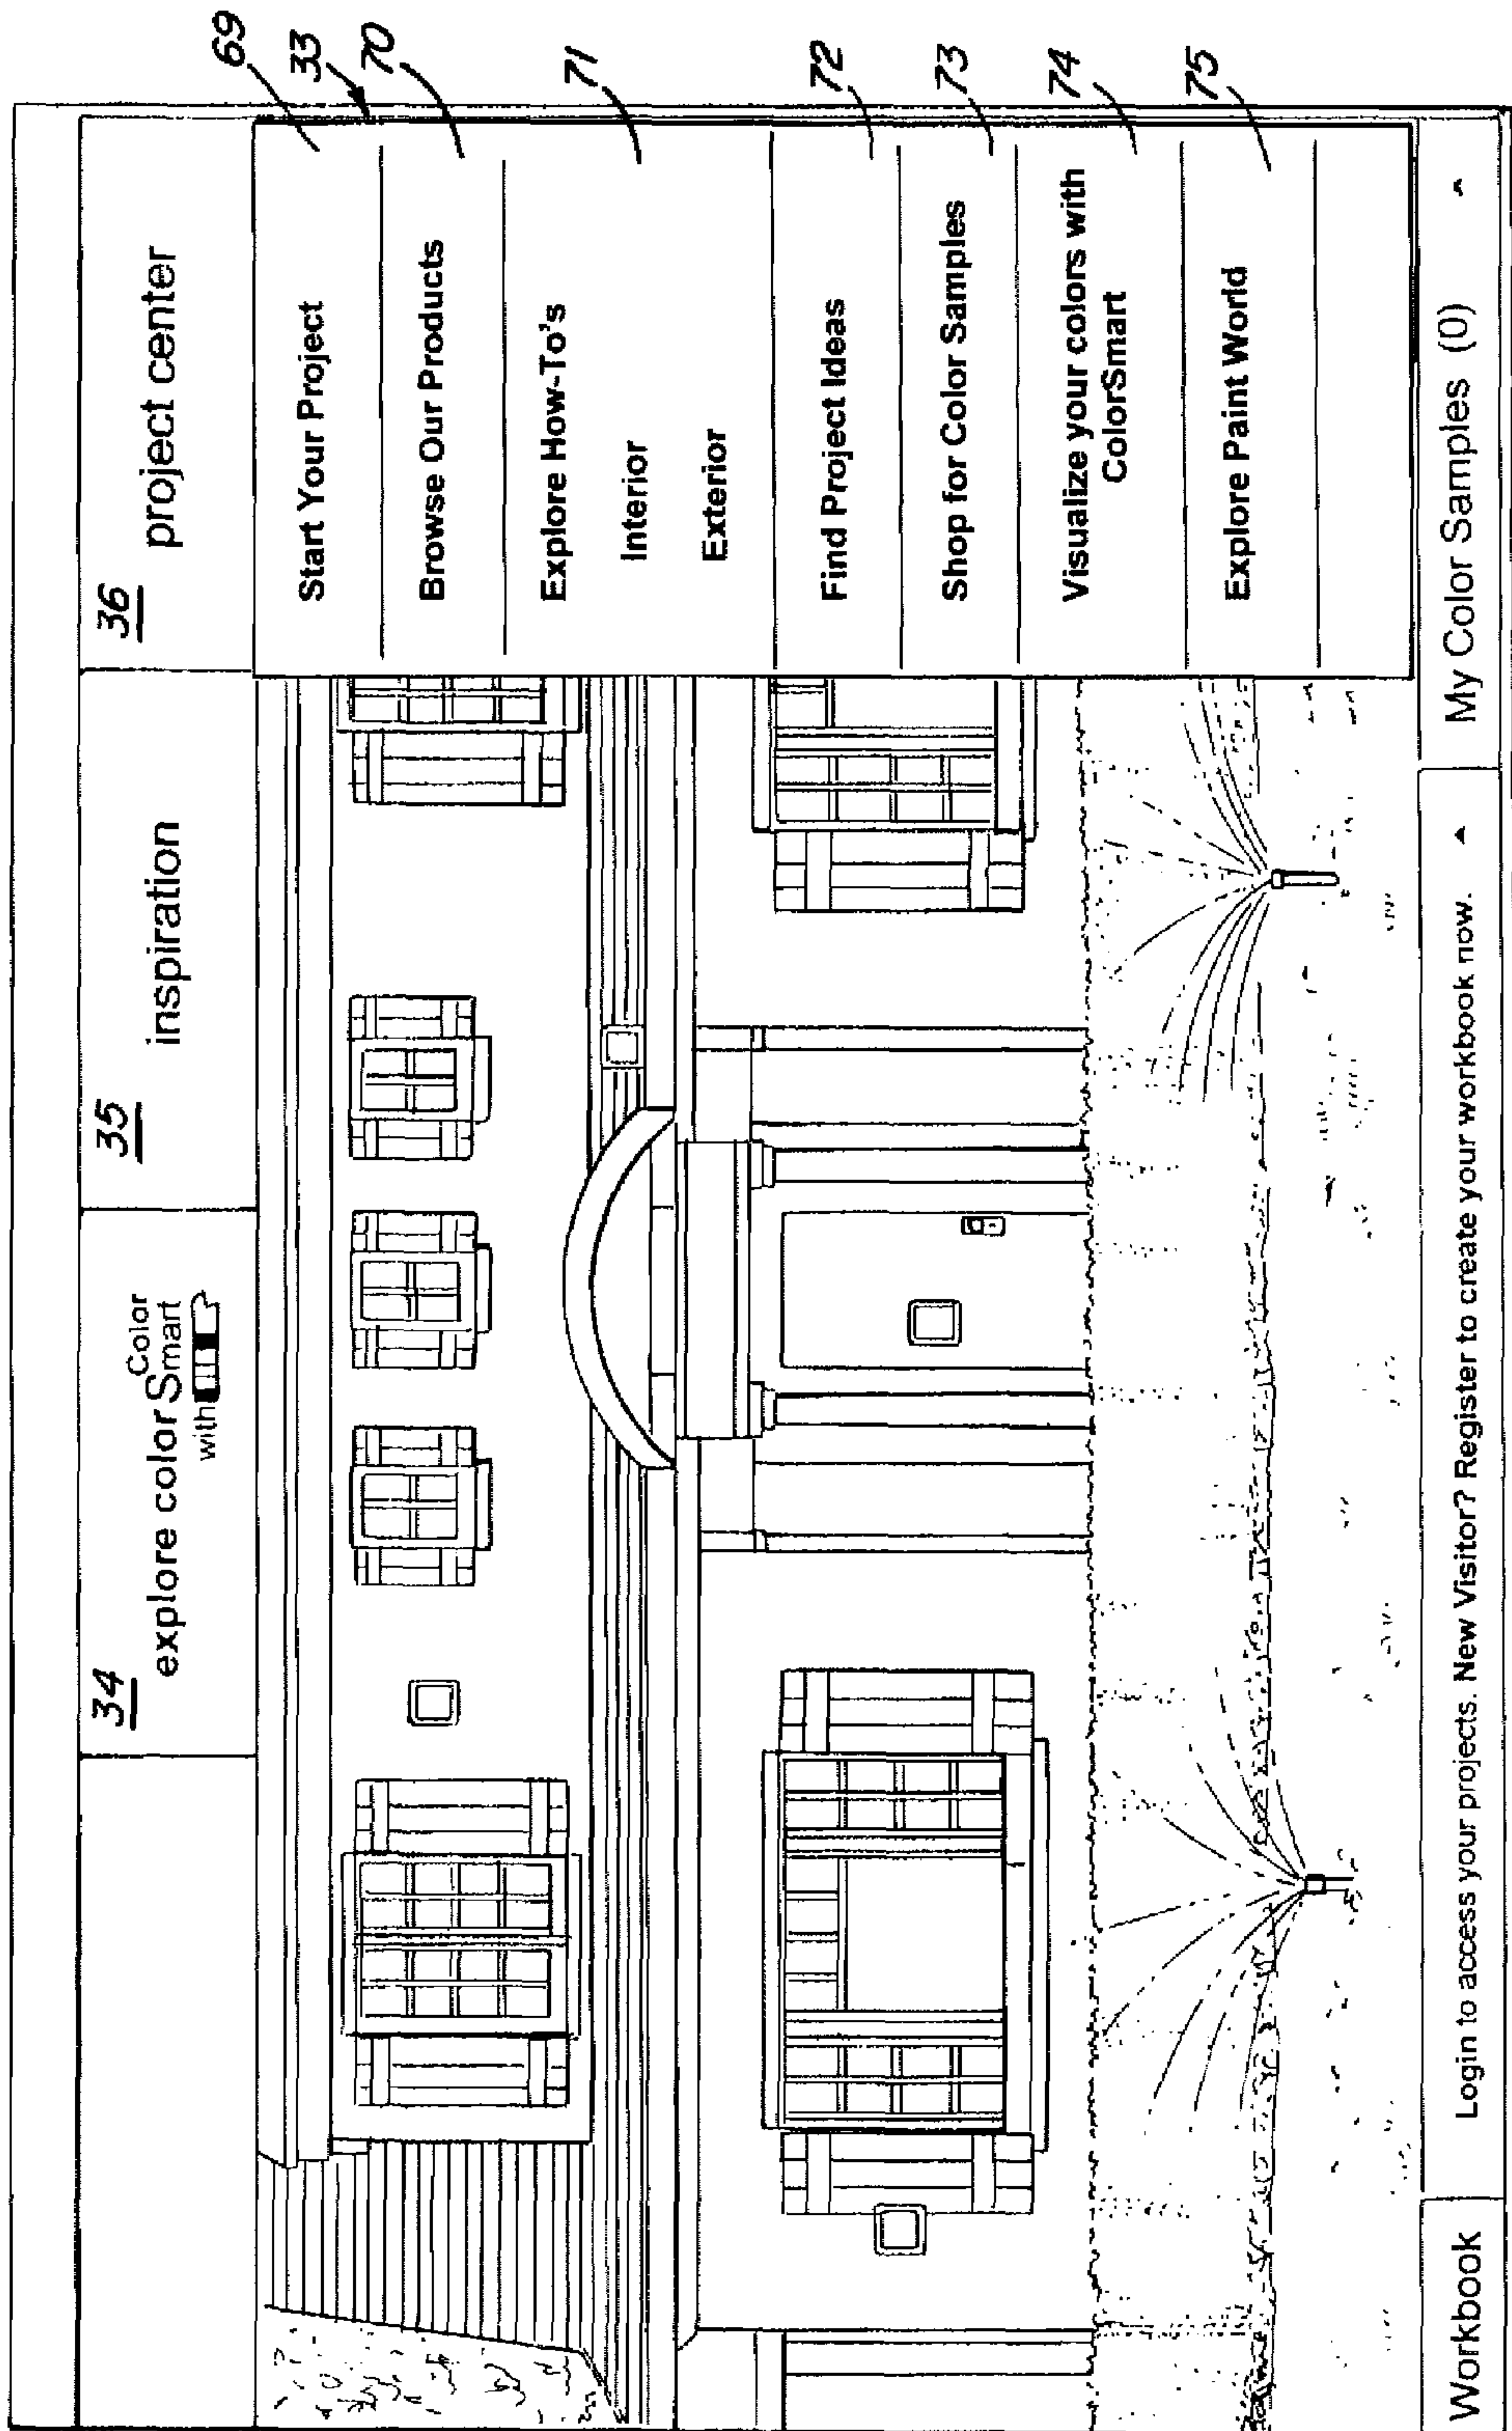 34
explore color
Color
Smart
with
35
inspiration
36
project center
69
33
Start Your Project
70
Browse Our Products
71
Explore How-To's
Interior
Exterior
72
Find Project Ideas
73
Shop for Color Samples
74
Visualize your colors with
ColorSmart
75
Explore Paint World
Workbook
Login to access your projects. New Visitor? Register to create your workbook now.
My Color Samples (0)